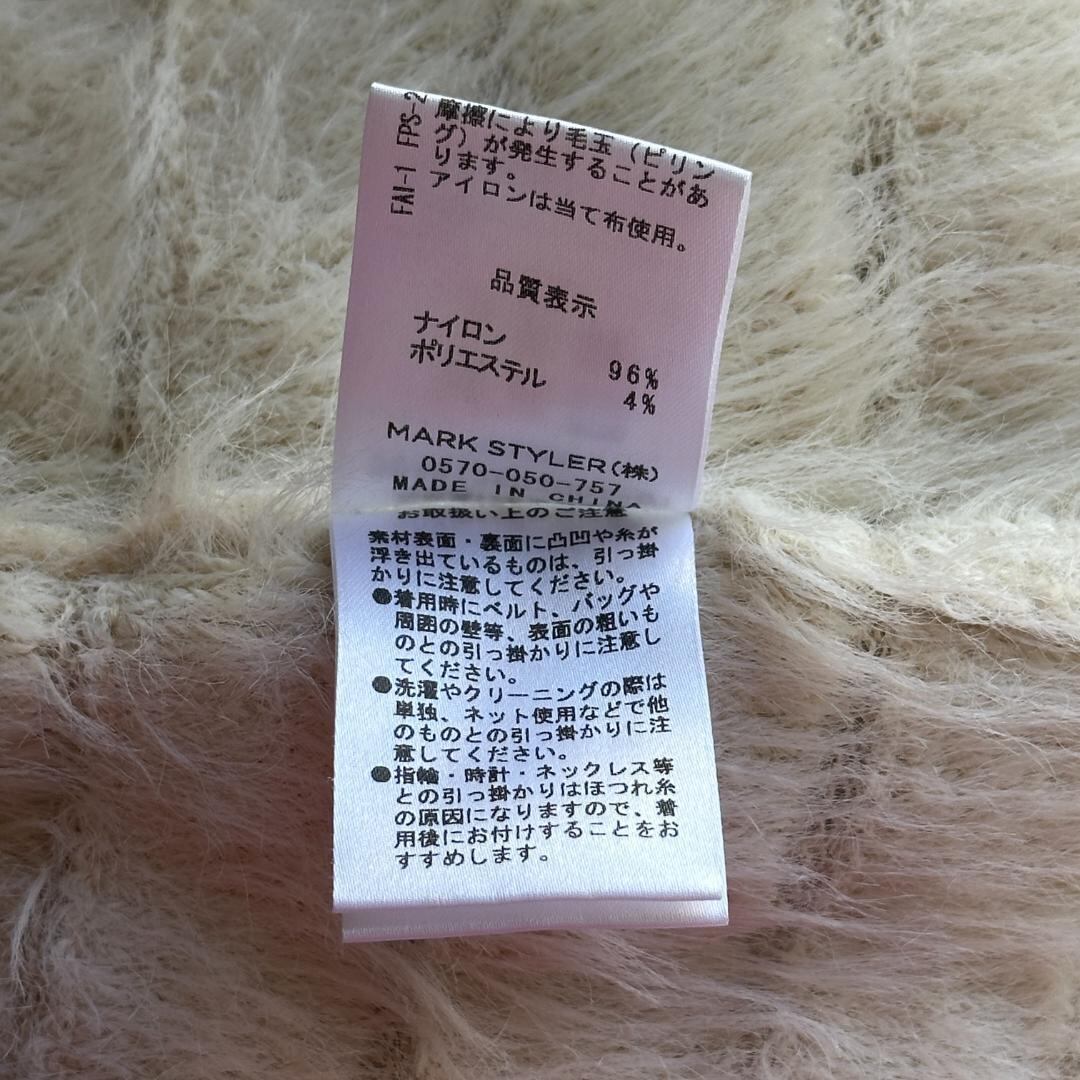 FAI-1 FPS-2
摩擦により毛玉（ピリン
グ）が発生することがあ
ります。
アイロンは当て布使用。
品質表示
ナイロン 96%
ポリエステル 4%
MARK STYLER(株)
0570-050-757
MADE IN CHINA
お取扱い上のご注意
素材表面・裏面に凸凹や糸が
浮き出ているものは、引っ掛
かりに注意してください。
●着用時にベルト、バッグや
周囲の壁等、表面の粗いも
のとの引っ掛かりに注意し
てください。
●洗濯やクリーニングの際は
単独、ネット使用などで他
のものとの引っ掛かりに注
意してください。
●指輪・時計・ネックレス等
との引っ掛かりはほつれ糸
の原因になりますので、着
用後にお付けすることをお
すすめします。